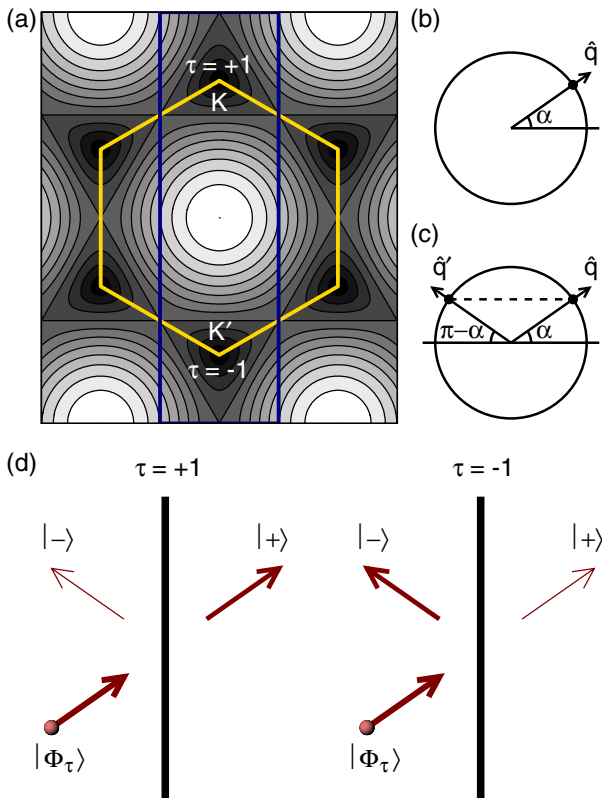 (a)
τ = +1
K
K′
τ = -1
(b)
q̂
α
(c)
q̂′
q̂
π−α
α
(d)
τ = +1
τ = -1
|−⟩
|+⟩
|−⟩
|+⟩
|Φτ⟩
|Φτ⟩